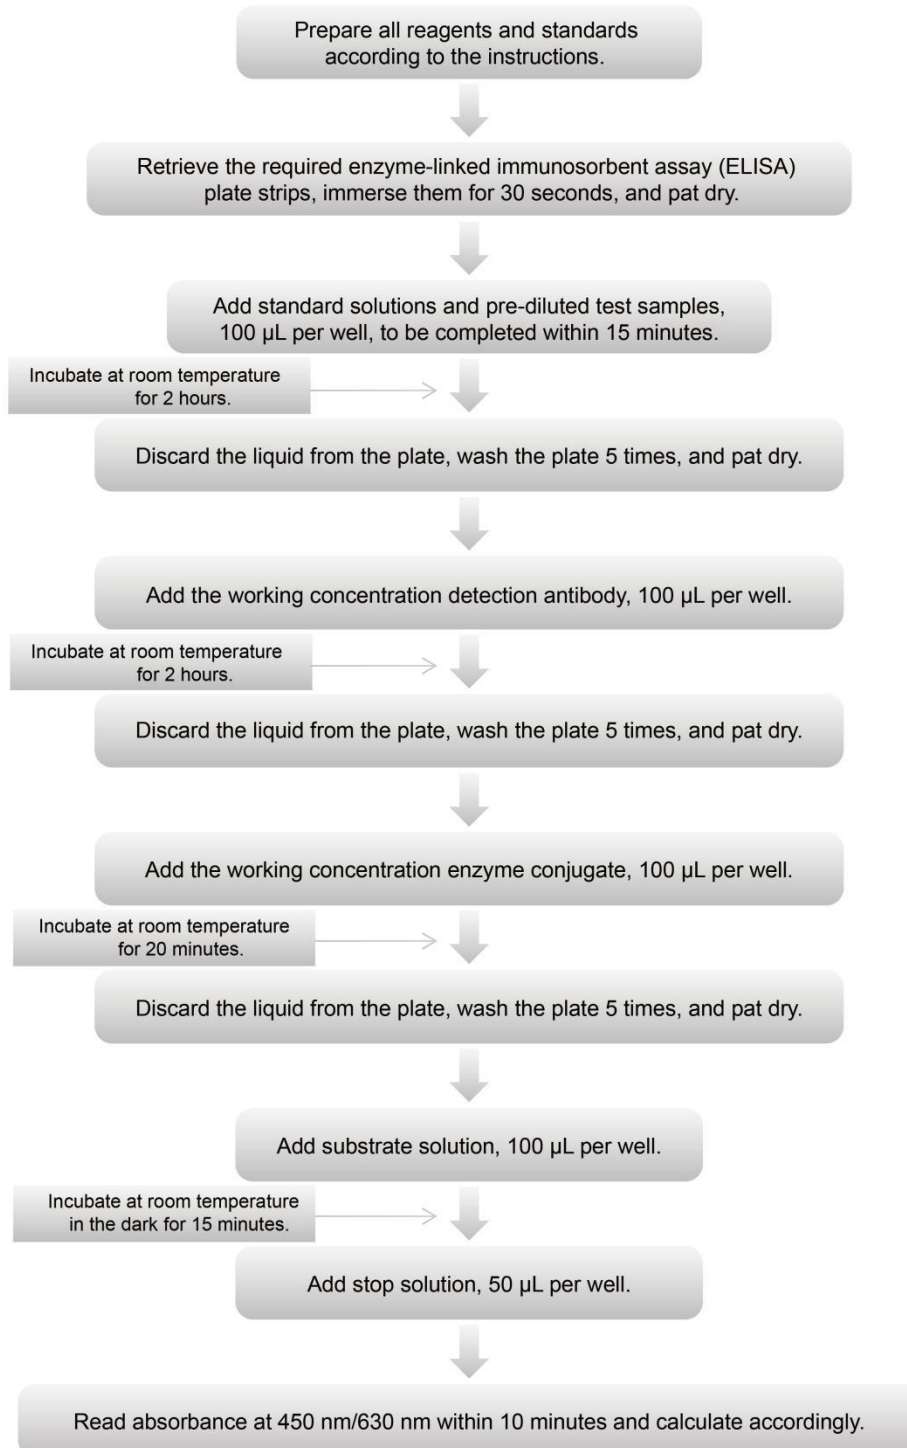 Prepare all reagents and standards
according to the instructions.
Retrieve the required enzyme-linked immunosorbent assay (ELISA)
plate strips, immerse them for 30 seconds, and pat dry.
Add standard solutions and pre-diluted test samples,
100 µL per well, to be completed within 15 minutes.
Incubate at room temperature
for 2 hours.
Discard the liquid from the plate, wash the plate 5 times, and pat dry.
Add the working concentration detection antibody, 100 µL per well.
Incubate at room temperature
for 2 hours.
Discard the liquid from the plate, wash the plate 5 times, and pat dry.
Add the working concentration enzyme conjugate, 100 µL per well.
Incubate at room temperature
for 20 minutes.
Discard the liquid from the plate, wash the plate 5 times, and pat dry.
Add substrate solution, 100 µL per well.
Incubate at room temperature
in the dark for 15 minutes.
Add stop solution, 50 µL per well.
Read absorbance at 450 nm/630 nm within 10 minutes and calculate accordingly.